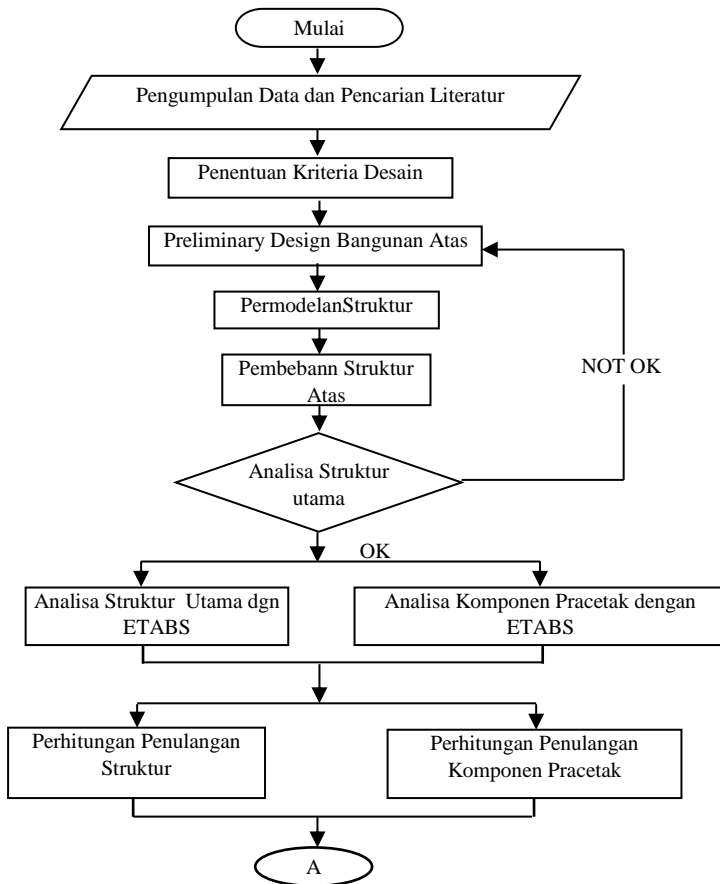 Mulai
Pengumpulan Data dan Pencarian Literatur
Penentuan Kriteria Desain
Preliminary Design Bangunan Atas
PermodelanStruktur
Pembebann Struktur
Atas
NOT OK
Analisa Struktur
utama
OK
Analisa Struktur  Utama dgn
ETABS
Analisa Komponen Pracetak dengan
ETABS
Perhitungan Penulangan
Struktur
Perhitungan Penulangan
Komponen Pracetak
A